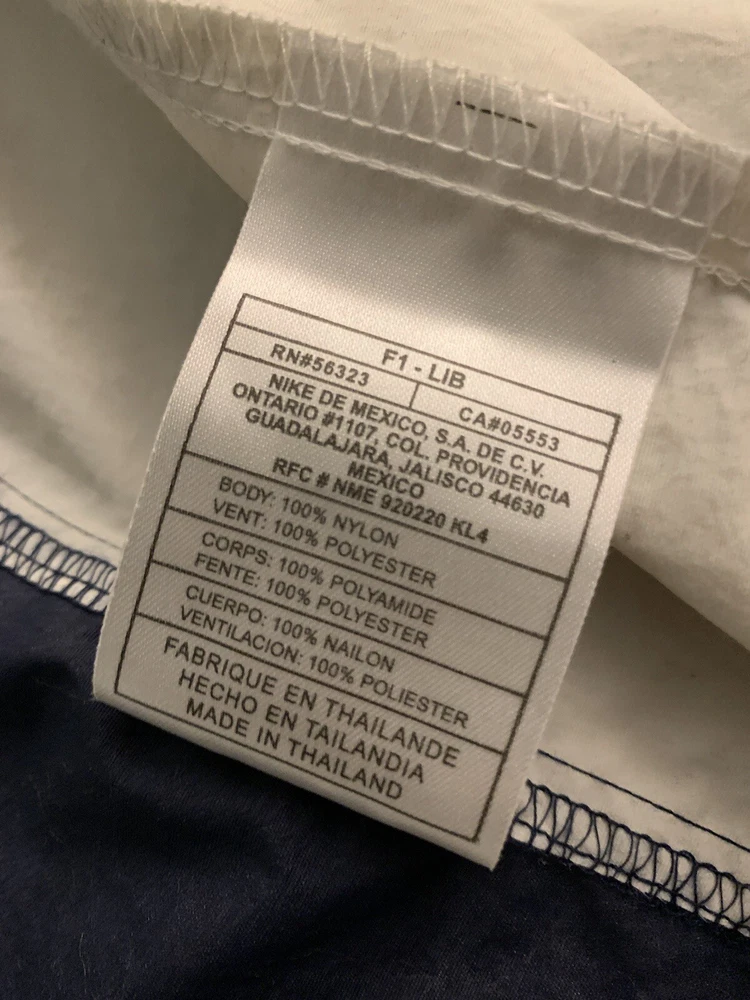 F1 - LIB
RN#56323 CA#05553
NIKE DE MEXICO, S.A. DE C.V.
ONTARIO #1107, COL. PROVIDENCIA
GUADALAJARA, JALISCO 44630
MEXICO
RFC # NME 920220 KL4
BODY: 100% NYLON
VENT: 100% POLYESTER
CORPS: 100% POLYAMIDE
FENTE: 100% POLYESTER
CUERPO: 100% NAILON
VENTILACION: 100% POLIESTER
FABRIQUE EN THAILANDE
HECHO EN TAILANDIA
MADE IN THAILAND